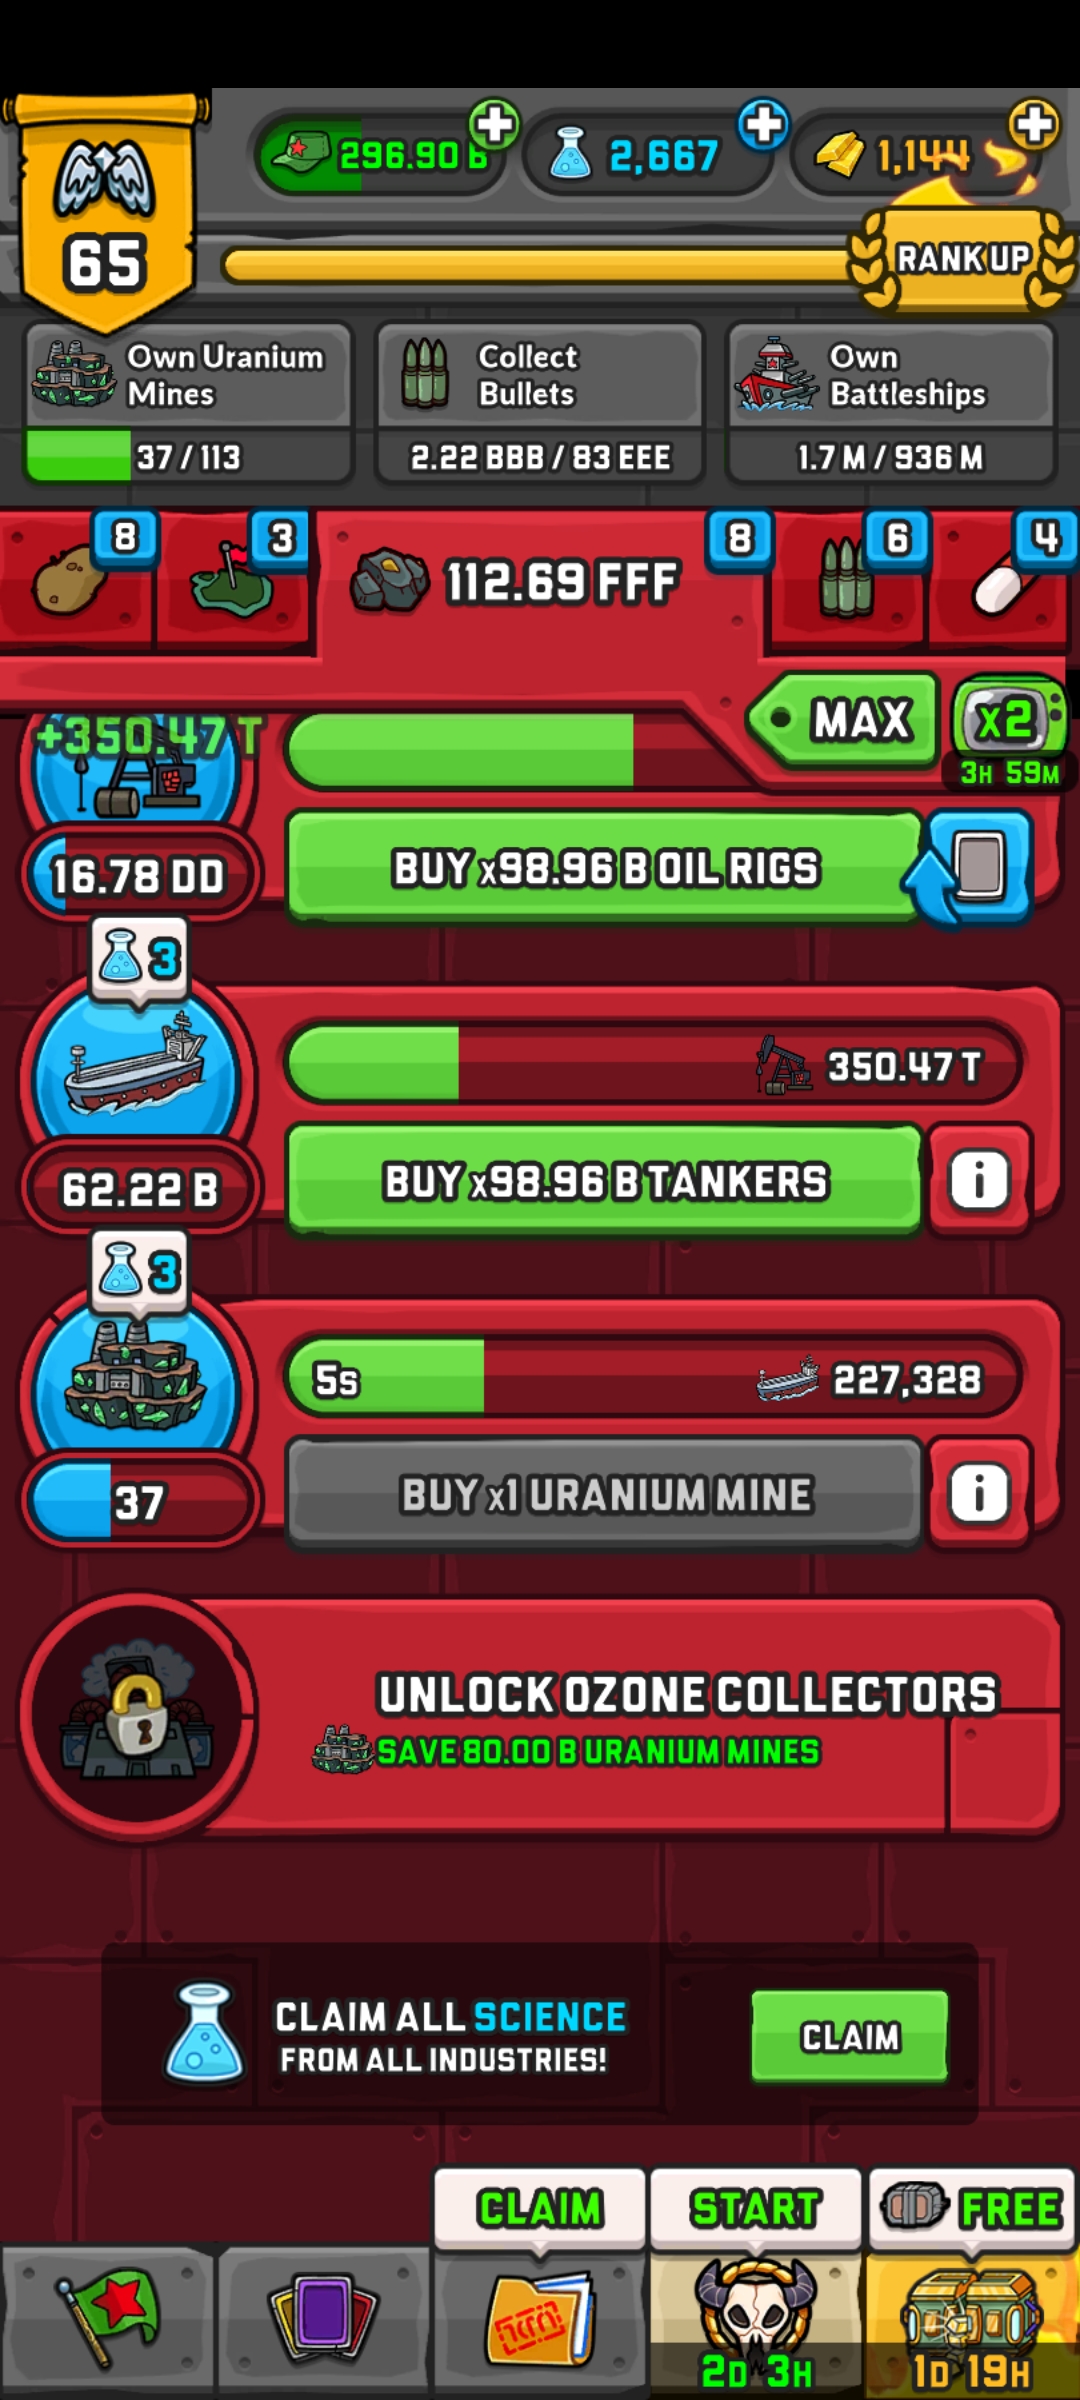 65
296.90 B
2,667
1,144
RANK UP
Own Uranium
Mines
37 / 113
Collect
Bullets
2.22 BBB / 83 EEE
Own
Battleships
1.7 M / 936 M
8
3
112.69 FFF
8
6
4
MAX
x2
3H 59M
+350.47 T
16.78 DD
BUY x98.96 B OIL RIGS
3
350.47 T
62.22 B
BUY x98.96 B TANKERS
i
3
5s
227,328
37
BUY x1 URANIUM MINE
i
UNLOCK OZONE COLLECTORS
SAVE 80.00 B URANIUM MINES
CLAIM ALL SCIENCE
FROM ALL INDUSTRIES!
CLAIM
CLAIM
START
FREE
2D 3H
1D 19H